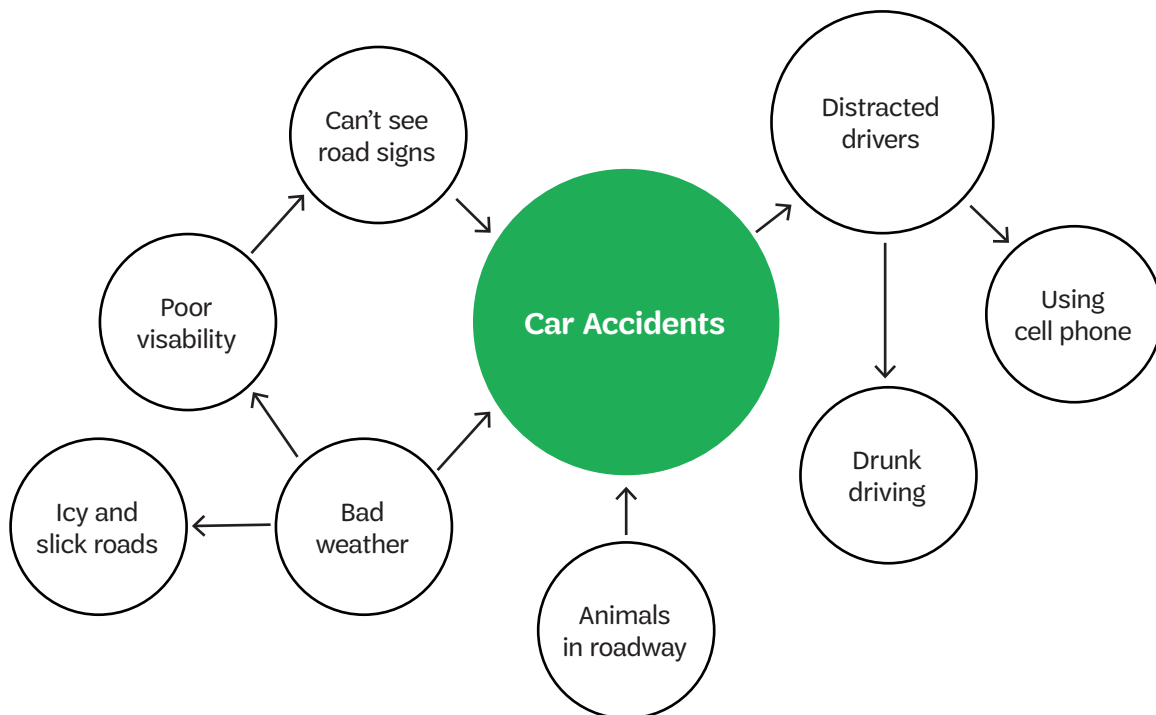 Can’t see
road signs
Distracted
drivers
Poor
visability
Car Accidents
Using
cell phone
Icy and
slick roads
Bad
weather
Drunk
driving
Animals
in roadway